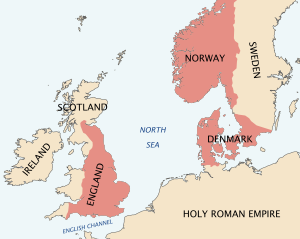 NORWAY
SWEDEN
SCOTLAND
NORTH
SEA
IRELAND
DENMARK
ENGLAND
HOLY ROMAN EMPIRE
ENGLISH CHANNEL